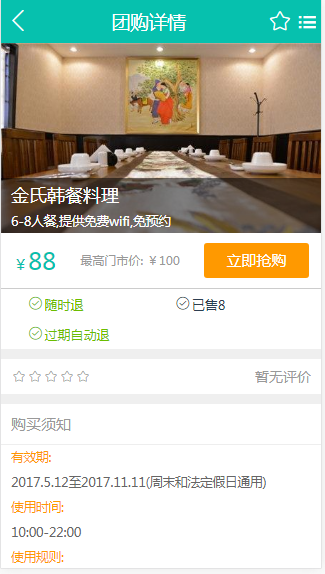 团购详情
金氏韩餐料理
6-8人餐,提供免费wifi,免预约
￥88 最高门市价:￥100 立即抢购
随时退 已售8
过期自动退
暂无评价
购买须知
有效期:
2017.5.12至2017.11.11(周末和法定假日通用)
使用时间:
10:00-22:00
使用规则: